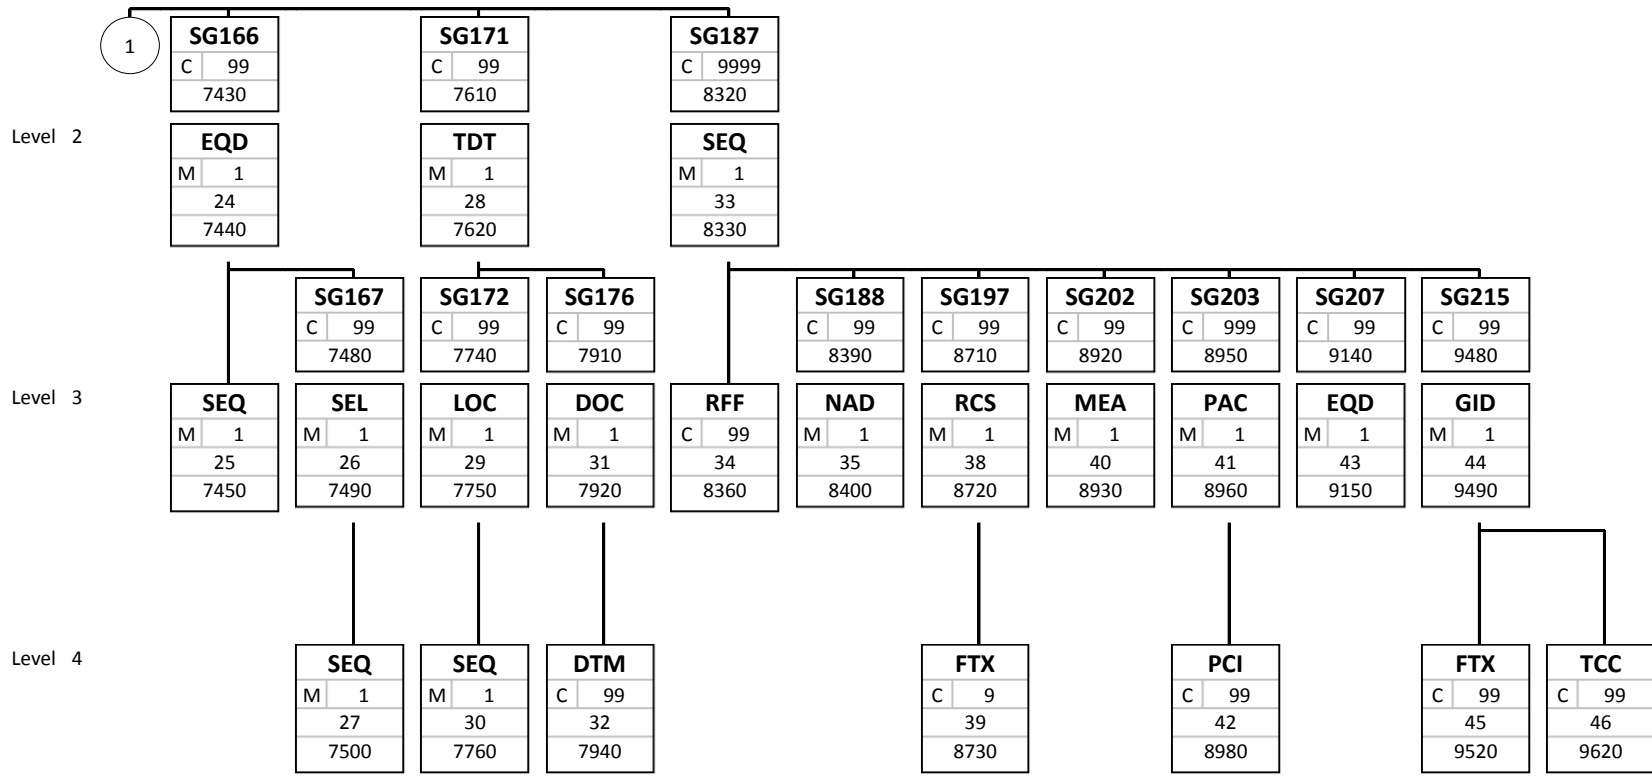 1
SG166 SG171 SG187
C 99 C 99 C 9999
7430 7610 8320
Level 2
EQD TDT SEQ
M 1 M 1 M 1
24 28 33
7440 7620 8330
SG167 SG172 SG176 SG188 SG197 SG202 SG203 SG207 SG215
C 99 C 99 C 99 C 99 C 99 C 99 C 999 C 99 C 99
7480 7740 7910 8390 8710 8920 8950 9140 9480
Level 3
SEQ SEL LOC DOC RFF NAD RCS MEA PAC EQD GID
M 1 M 1 M 1 M 1 C 99 M 1 M 1 M 1 M 1 M 1 M 1
25 26 29 31 34 35 38 40 41 43 44
7450 7490 7750 7920 8360 8400 8720 8930 8960 9150 9490
Level 4
SEQ SEQ DTM FTX PCI FTX TCC
M 1 M 1 C 99 C 9 C 99 C 99 C 99
27 30 32 39 42 45 46
7500 7760 7940 8730 8980 9520 9620